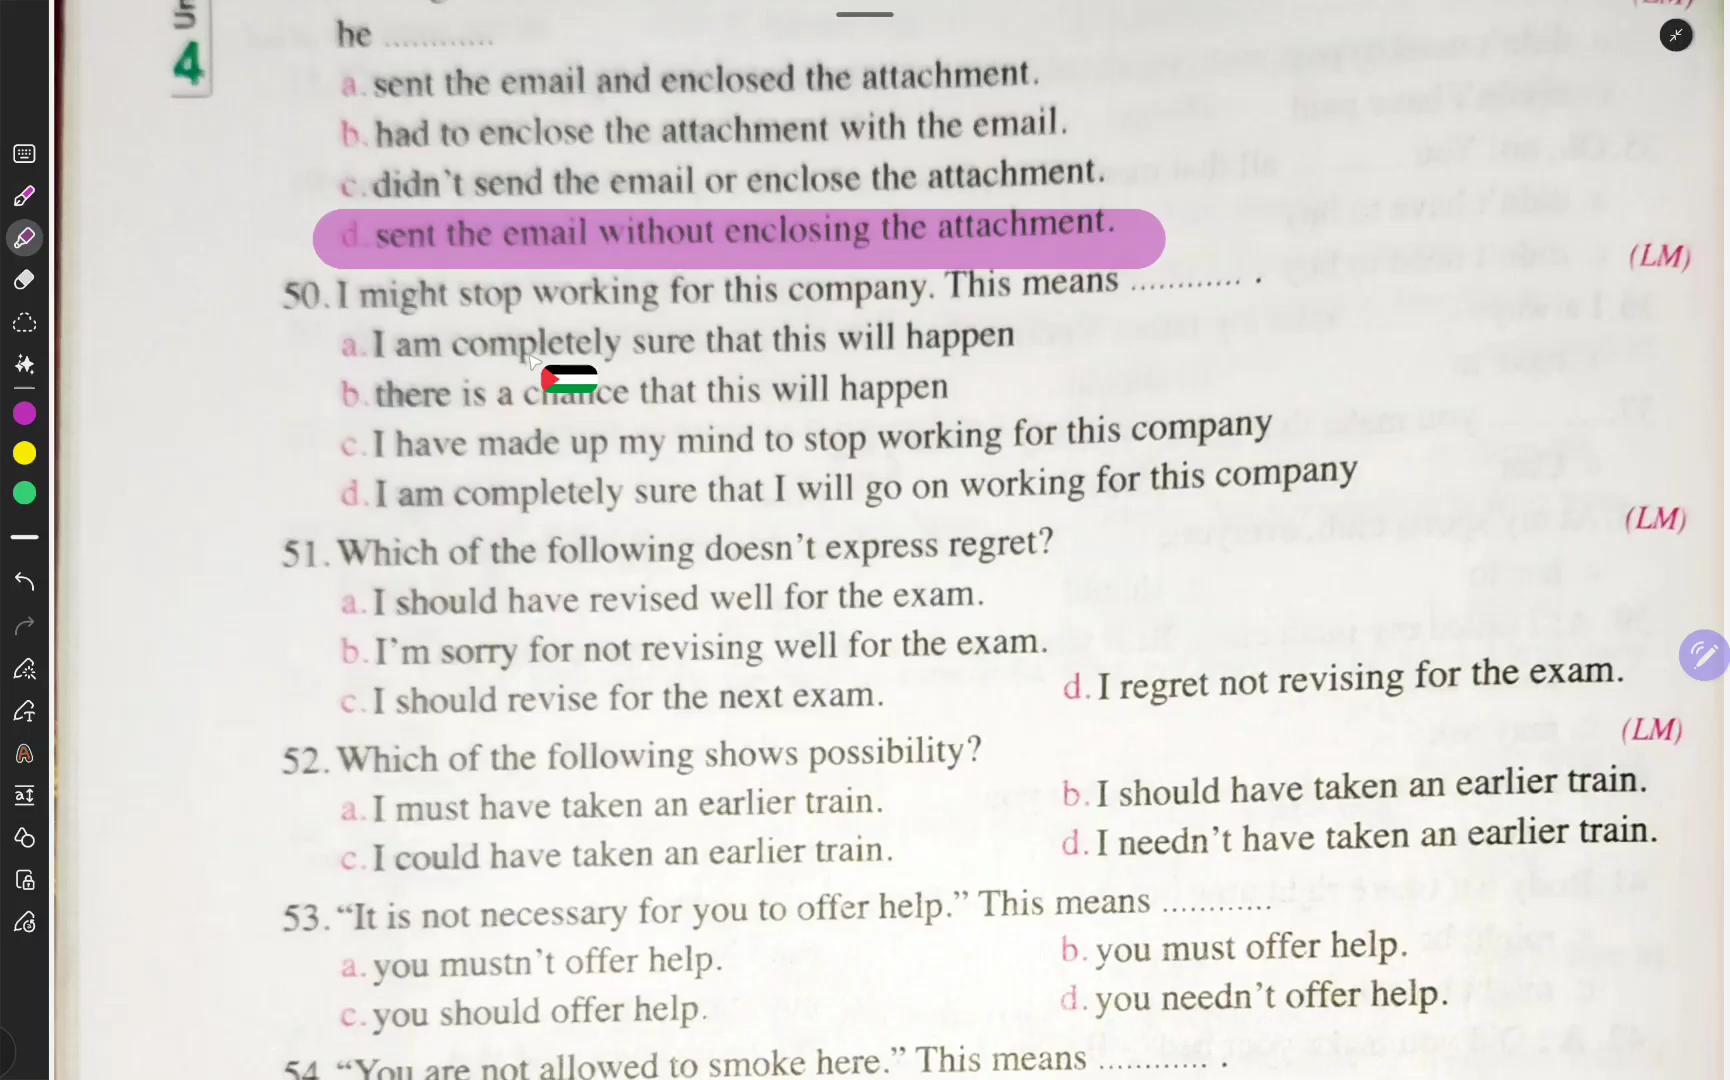 5
4
he ............
a. sent the email and enclosed the attachment.
b. had to enclose the attachment with the email.
c. didn't send the email or enclose the attachment.
d. sent the email without enclosing the attachment.
(LM)
50. I might stop working for this company. This means ............ .
a. I am completely sure that this will happen
b. there is a chance that this will happen
c. I have made up my mind to stop working for this company
d. I am completely sure that I will go on working for this company
(LM)
51. Which of the following doesn't express regret?
a. I should have revised well for the exam.
b. I'm sorry for not revising well for the exam.
c. I should revise for the next exam.
d. I regret not revising for the exam.
(LM)
52. Which of the following shows possibility?
a. I must have taken an earlier train.
b. I should have taken an earlier train.
c. I could have taken an earlier train.
d. I needn't have taken an earlier train.
53. “It is not necessary for you to offer help.” This means ............
a. you mustn't offer help.
b. you must offer help.
c. you should offer help.
d. you needn't offer help.
54. “You are not allowed to smoke here.” This means ............ .